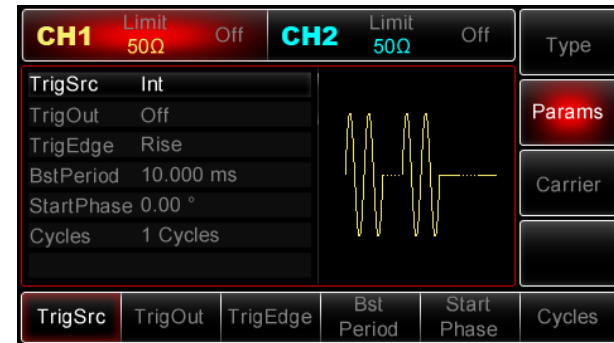 CH1 Limit 50Ω Off CH2 Limit 50Ω Off
Type
TrigSrc Int
TrigOut Off
TrigEdge Rise
BstPeriod 10.000 ms
StartPhase 0.00 °
Cycles 1 Cycles
Params
Carrier
TrigSrc TrigOut TrigEdge Bst Period Start Phase Cycles